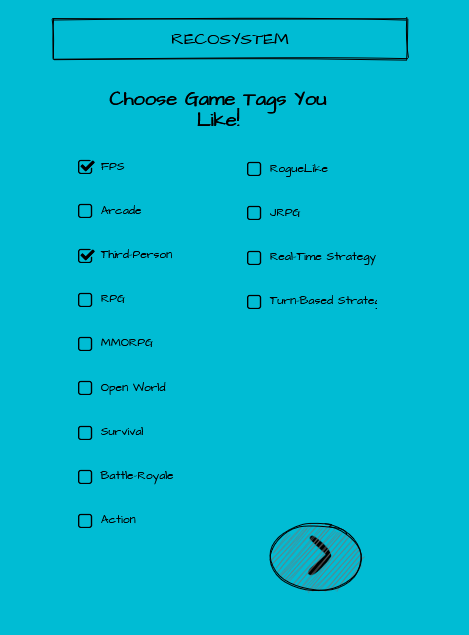 RECOSYSTEM
Choose Game Tags You
Like!
FPS
Arcade
Third-Person
RPG
MMORPG
Open World
Survival
Battle-Royale
Action
RogueLike
JRPG
Real-Time Strategy
Turn-Based Strate